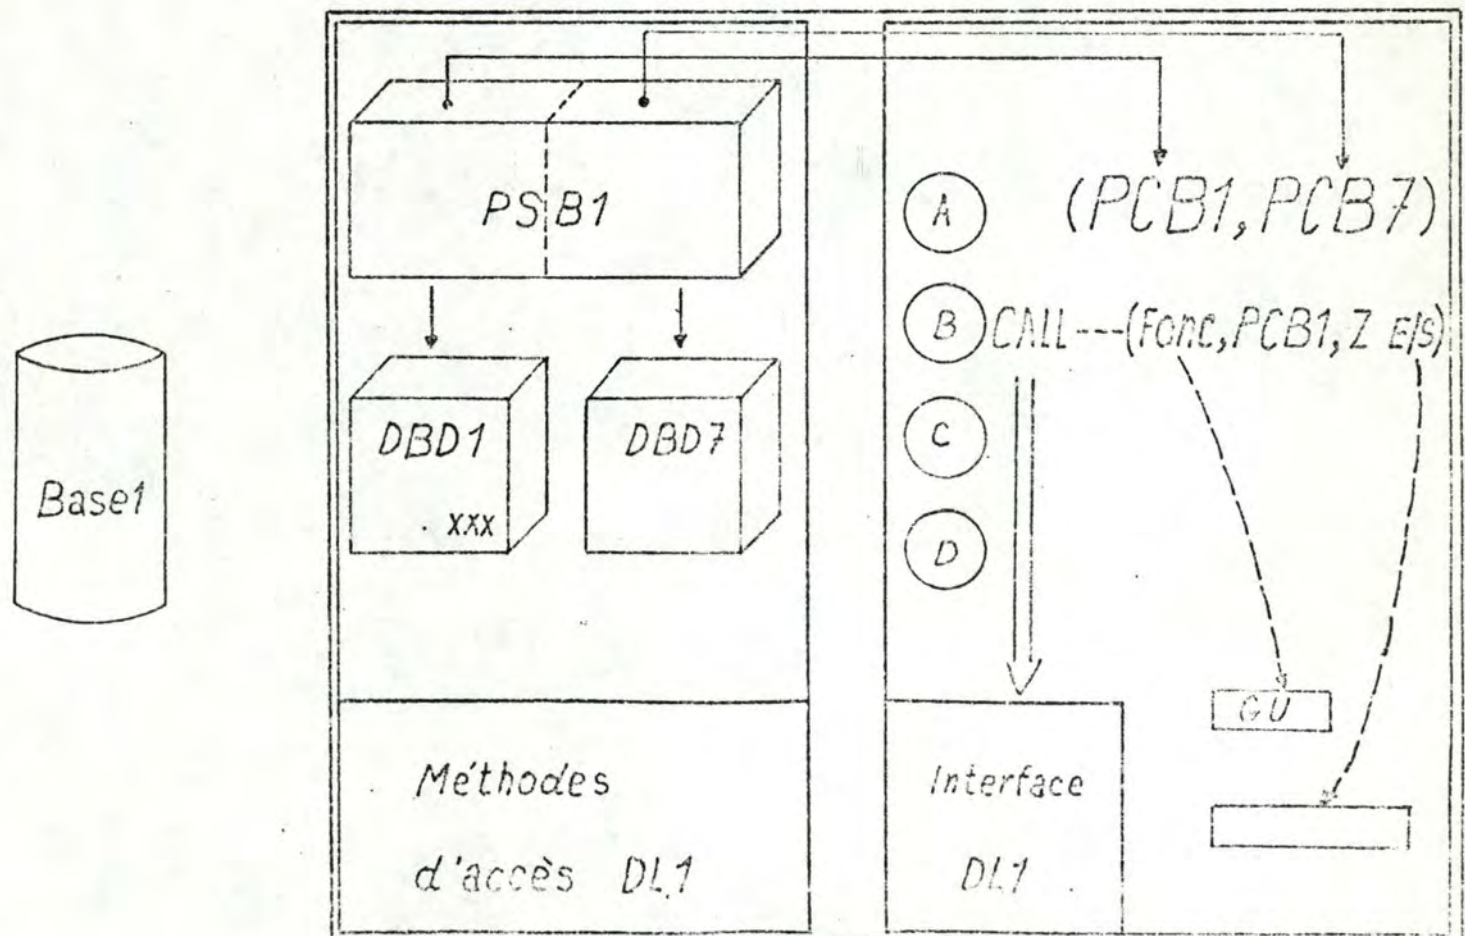 PSB1
(PCB1, PCB7)
A
B
CALL---(Fonc, PCB1, Z E/S)
C
D
DBD1
XXX
DBD7
Base1
GU
Méthodes
d'accès DL1
Interface
DL1